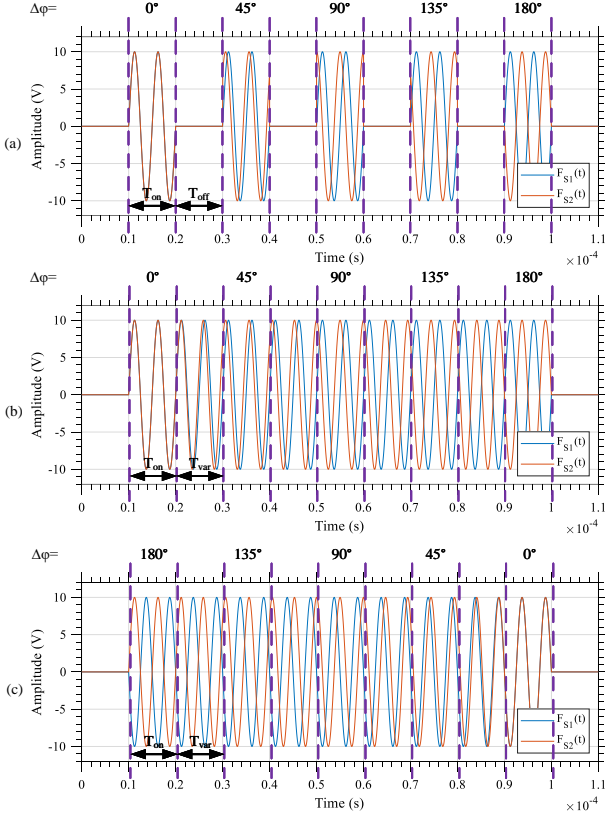 Δφ= 0° 45° 90° 135° 180°
10
5
0
-5
-10
Amplitude (V)
(a)
T_on T_off
F_S1(t)
F_S2(t)
0 0.1 0.2 0.3 0.4 0.5 0.6 0.7 0.8 0.9 1 1.1
Time (s)
×10^-4
Δφ= 0° 45° 90° 135° 180°
10
5
0
-5
-10
Amplitude (V)
(b)
T_on T_var
F_S1(t)
F_S2(t)
0 0.1 0.2 0.3 0.4 0.5 0.6 0.7 0.8 0.9 1 1.1
Time (s)
×10^-4
Δφ= 180° 135° 90° 45° 0°
10
5
0
-5
-10
Amplitude (V)
(c)
T_on T_var
F_S1(t)
F_S2(t)
0 0.1 0.2 0.3 0.4 0.5 0.6 0.7 0.8 0.9 1 1.1
Time (s)
×10^-4